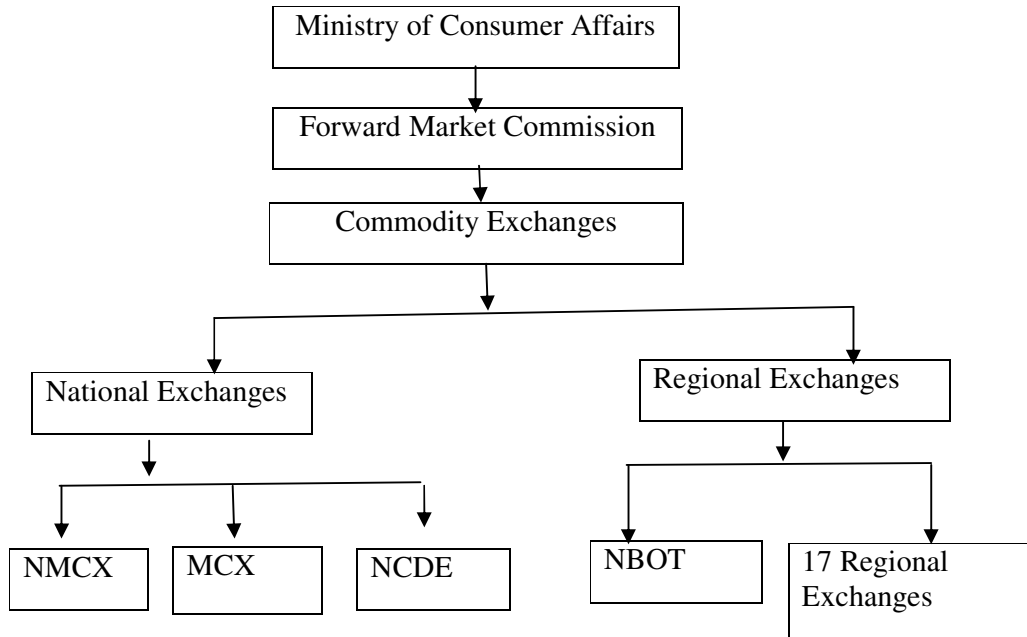 Ministry of Consumer Affairs
Forward Market Commission
Commodity Exchanges
National Exchanges
Regional Exchanges
NMCX
MCX
NCDE
NBOT
17 Regional
Exchanges